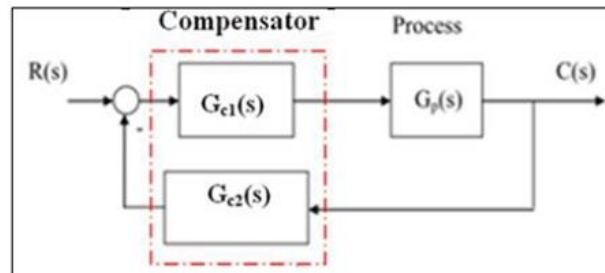 Compensator Process
R(s) C(s)
Gc1(s) Gp(s)
-
Gc2(s)